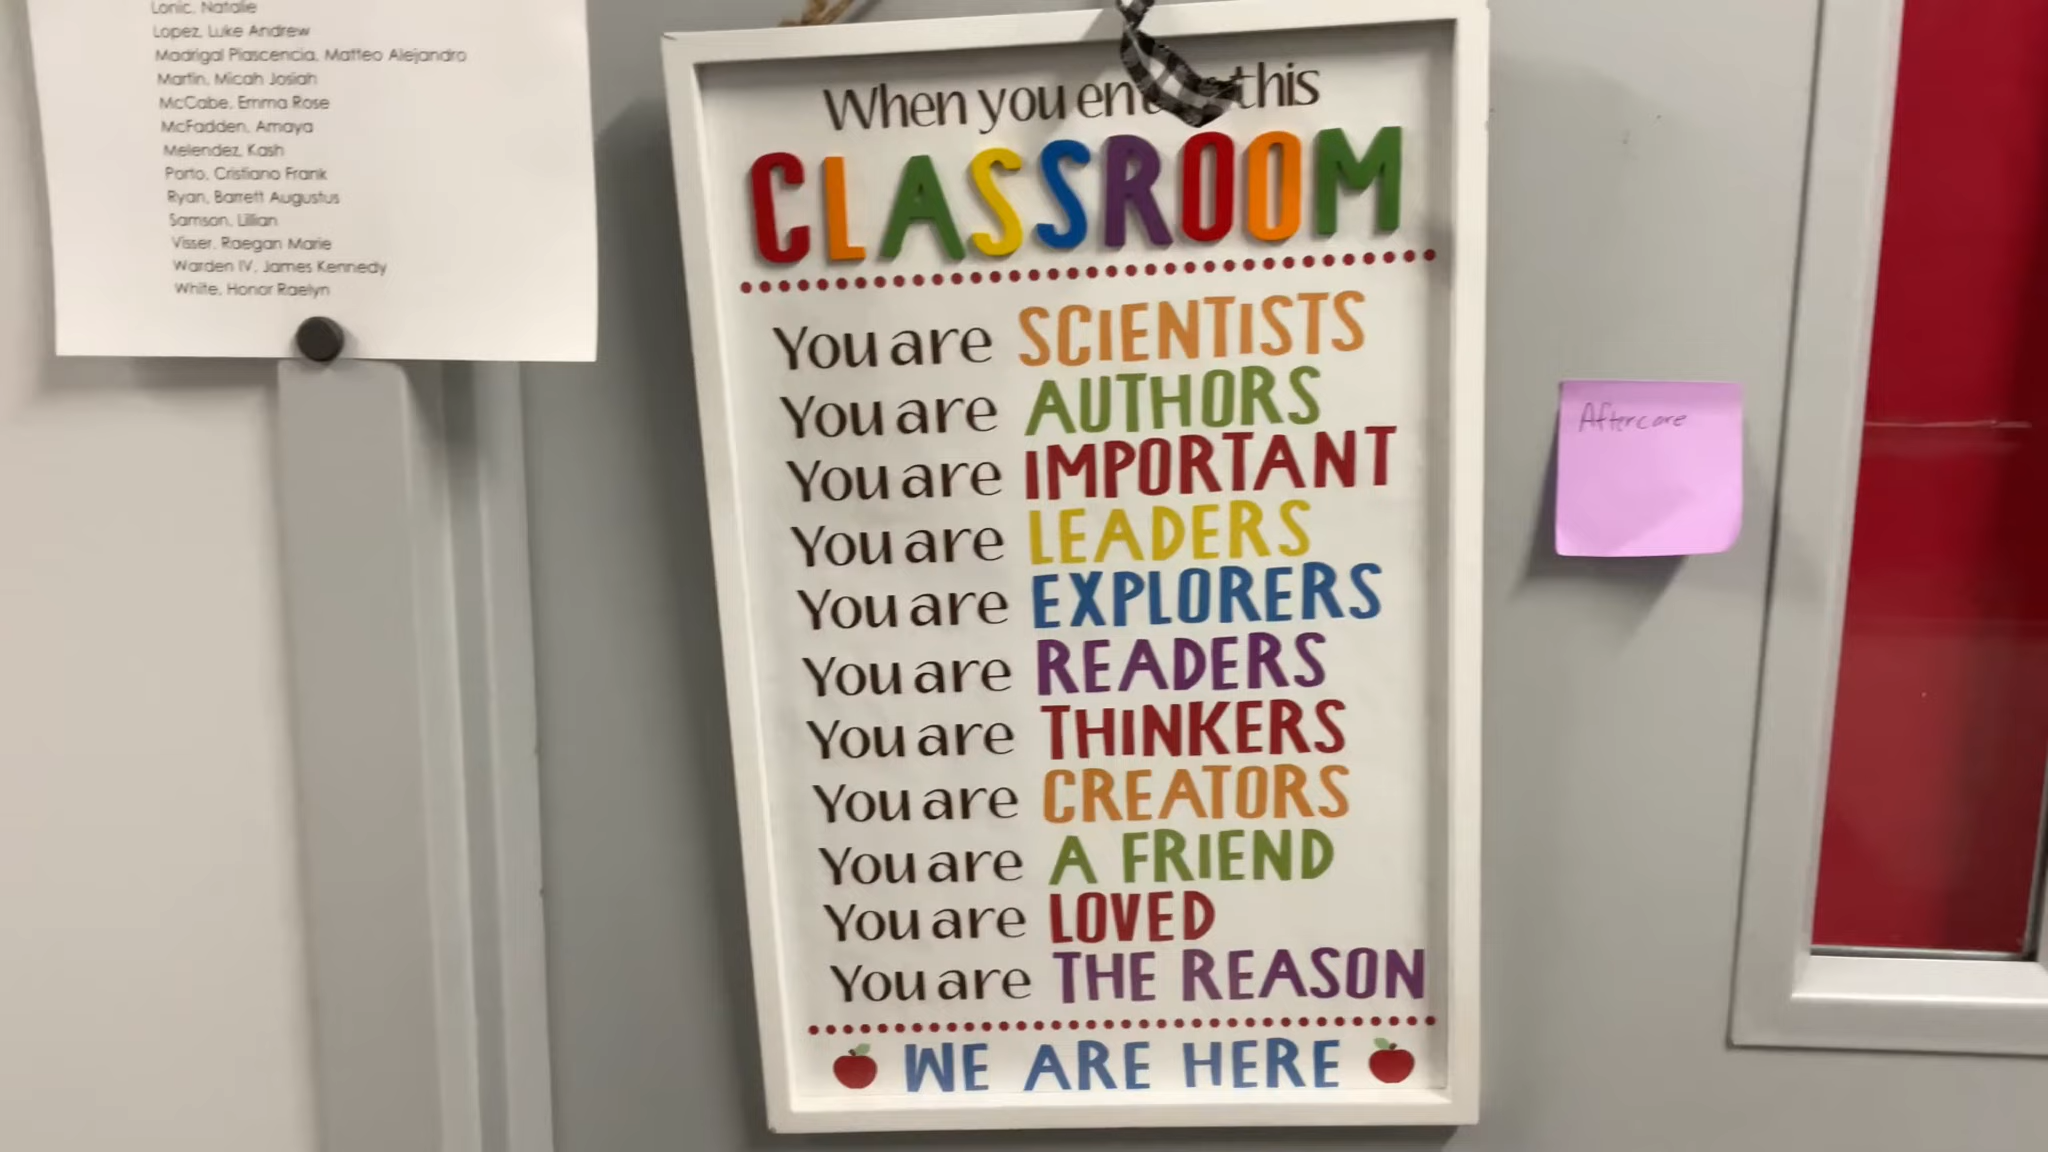 Lonic, Natalie
Lopez, Luke Andrew
Madrigal Plascencia, Matteo Alejandro
Martin, Micah Josiah
McCabe, Emma Rose
McFadden, Amaya
Melendez, Kash
Porto, Cristiano Frank
Ryan, Barrett Augustus
Samson, Lillian
Visser, Raegan Marie
Warden IV, James Kennedy
White, Honor Raelyn
When you en this
CLASSROOM
You are SCIENTISTS
You are AUTHORS
You are IMPORTANT
You are LEADERS
You are EXPLORERS
You are READERS
You are THINKERS
You are CREATORS
You are A FRIEND
You are LOVED
You are THE REASON
WE ARE HERE
Aftercare